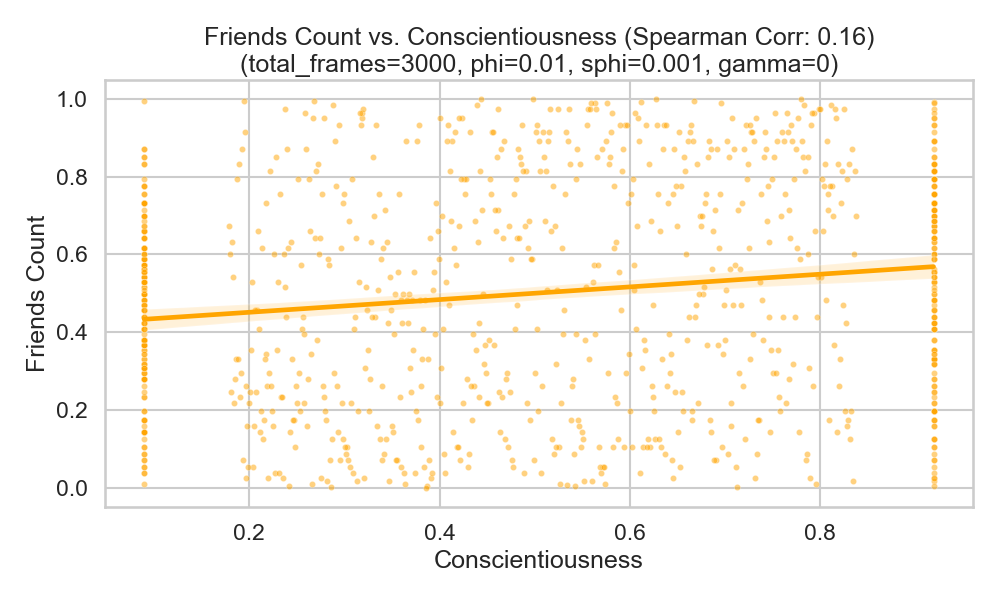 Friends Count vs. Conscientiousness (Spearman Corr: 0.16)
(total_frames=3000, phi=0.01, sphi=0.001, gamma=0)
1.0
0.8
0.6
0.4
0.2
0.0
Friends Count
0.2 0.4 0.6 0.8
Conscientiousness